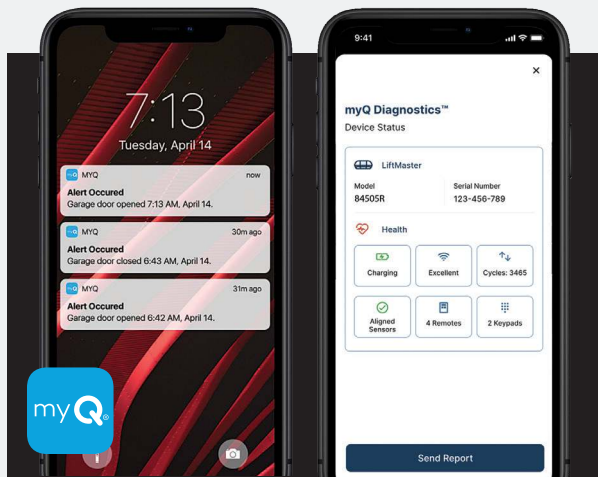 7:13
Tuesday, April 14
MYQ now
Alert Occured
Garage door opened 7:13 AM, April 14.
MYQ 30m ago
Alert Occured
Garage door closed 6:43 AM, April 14.
MYQ 31m ago
Alert Occured
Garage door opened 6:42 AM, April 14.
myQ®
9:41
×
myQ Diagnostics™
Device Status
LiftMaster
Model Serial Number
84505R 123-456-789
Health
Charging Excellent Cycles: 3465
Aligned
Sensors 4 Remotes 2 Keypads
Send Report